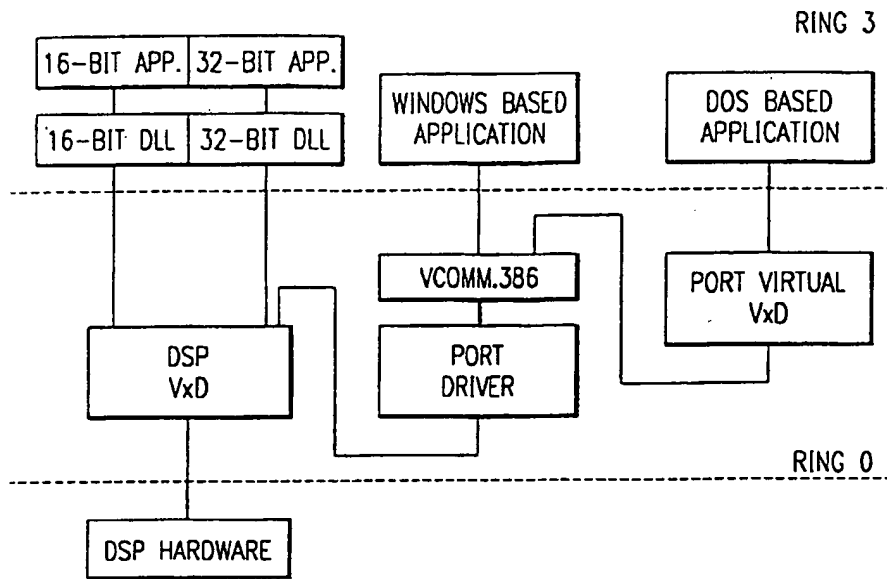 RING 3
16-BIT APP. 32-BIT APP.
16-BIT DLL 32-BIT DLL
WINDOWS BASED
APPLICATION
DOS BASED
APPLICATION
VCOMM.386
PORT VIRTUAL
VxD
DSP
VxD
PORT
DRIVER
RING 0
DSP HARDWARE